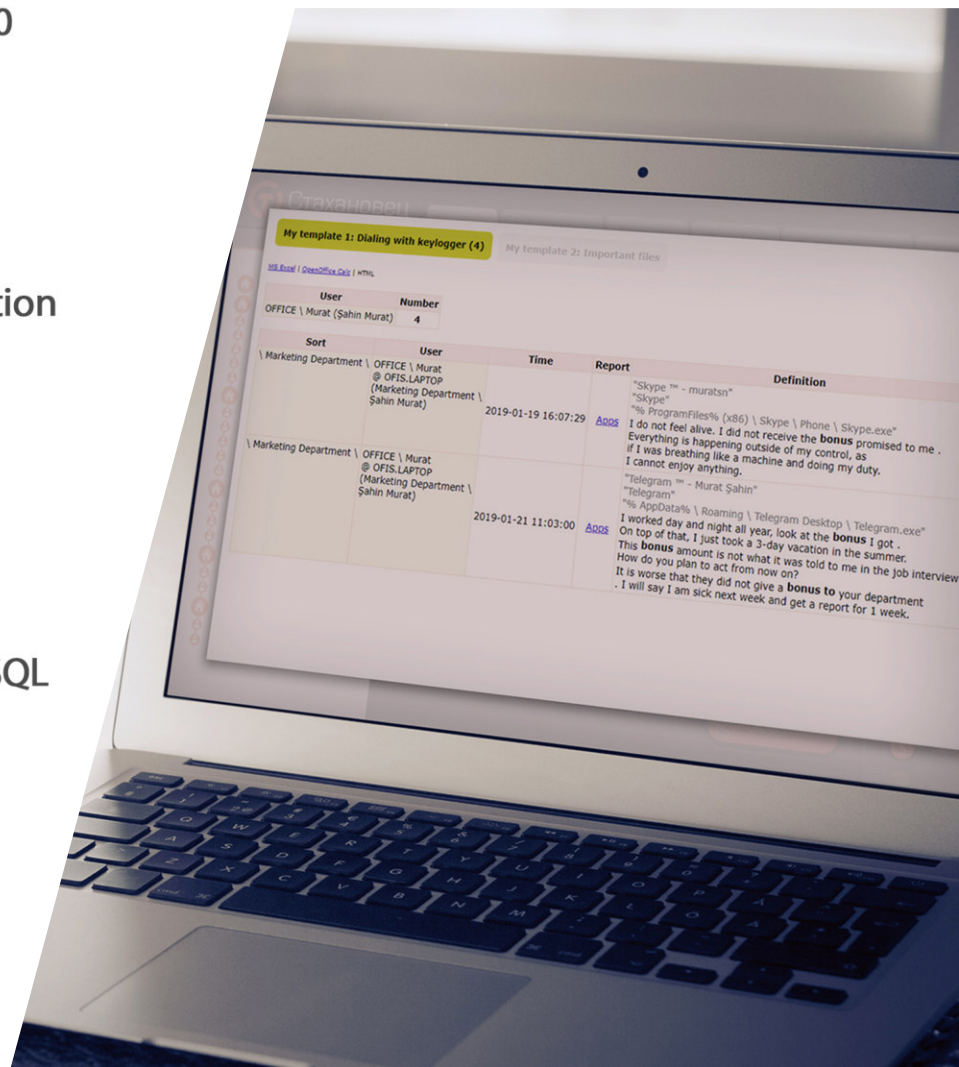 0
tion
SQL
Стахановец
My template 1: Dialing with keylogger (4)
My template 2: Important files
MS Excel | OpenOffice Calc | HTML
User Number
OFFICE \ Murat (Şahin Murat) 4
Sort User Time Report Definition
\ Marketing Department \ OFFICE \ Murat
@ OFIS.LAPTOP
(Marketing Department \
Şahin Murat)
2019-01-19 16:07:29 Apps
"Skype ™ - muratsn"
"Skype"
"% ProgramFiles% (x86) \ Skype \ Phone \ Skype.exe"
I do not feel alive. I did not receive the bonus promised to me .
Everything is happening outside of my control, as
if I was breathing like a machine and doing my duty.
I cannot enjoy anything.
\ Marketing Department \ OFFICE \ Murat
@ OFIS.LAPTOP
(Marketing Department \
Şahin Murat)
2019-01-21 11:03:00 Apps
"Telegram ™ - Murat Şahin"
"Telegram"
"% AppData% \ Roaming \ Telegram Desktop \ Telegram.exe"
I worked day and night all year, look at the bonus I got .
On top of that, I just took a 3-day vacation in the summer.
This bonus amount is not what it was told to me in the job interview
How do you plan to act from now on?
It is worse that they did not give a bonus to your department
. I will say I am sick next week and get a report for 1 week.